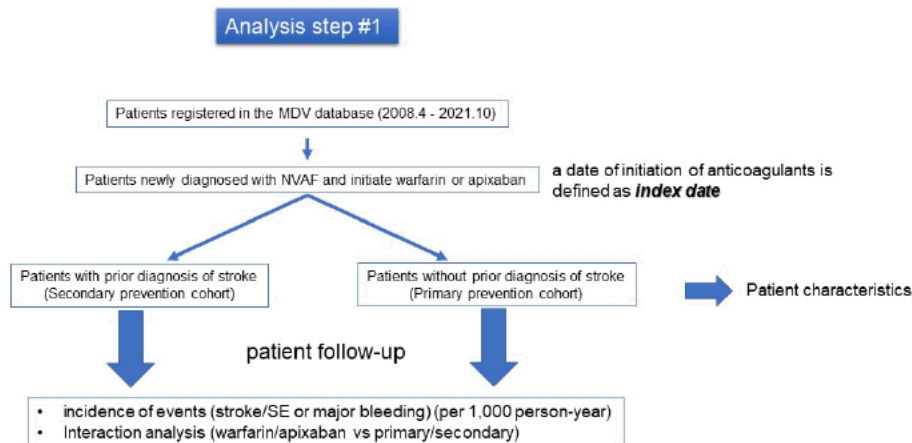 Analysis step #1
Patients registered in the MDV database (2008.4 - 2021.10)
Patients newly diagnosed with NVAF and initiate warfarin or apixaban
a date of initiation of anticoagulants is
defined as index date
Patients with prior diagnosis of stroke
(Secondary prevention cohort)
Patients without prior diagnosis of stroke
(Primary prevention cohort)
Patient characteristics
patient follow-up
• incidence of events (stroke/SE or major bleeding) (per 1,000 person-year)
• Interaction analysis (warfarin/apixaban vs primary/secondary)